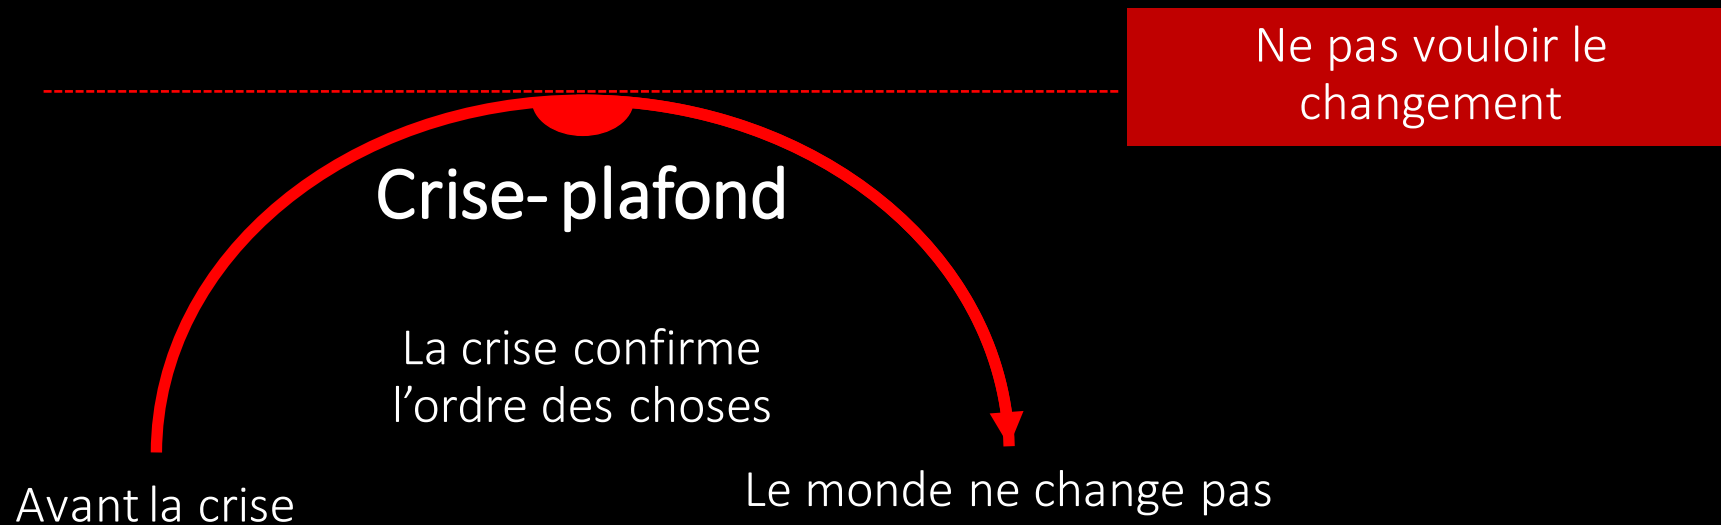 Ne pas vouloir le
changement
Crise- plafond
La crise confirme
l’ordre des choses
Avant la crise
Le monde ne change pas